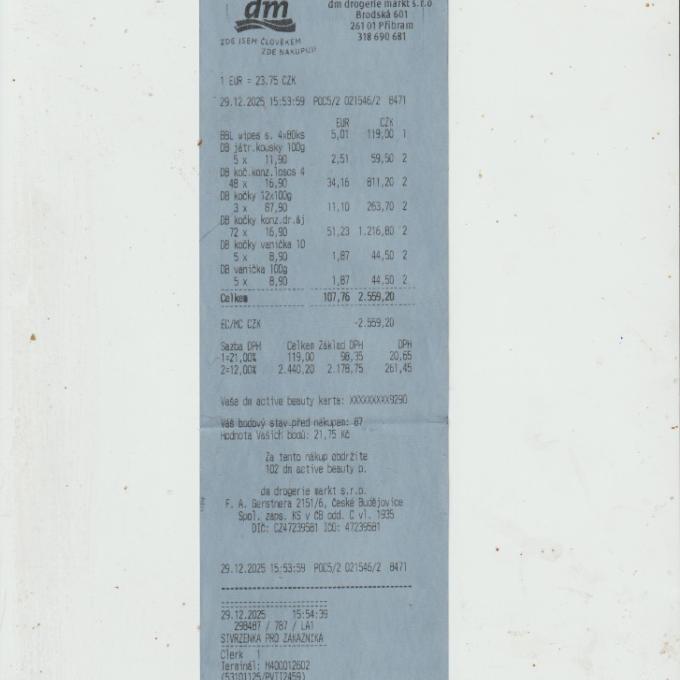 dm
ZDE JSEM ČLOVĚKEM
ZDE NAKUPUJI
dm drogerie markt s.r.o
Brodská 601
261 01 Příbram
318 690 681
1 EUR = 23.75 CZK
29.12.2025 15:53:59 POC5/2 021546/2 8471
EUR CZK
BBL wipes s. 4x80ks 5,01 119,00 1
DB játr.kousky 100g
5 x 11,90 2,51 59,50 2
DB koč.konz.losos 4
48 x 16,90 34,16 811,20 2
DB kočky 12x100g
3 x 87,90 11,10 263,70 2
DB kočky konz.dr.áj
72 x 16,90 51,23 1.216,80 2
DB kočky vanička 10
5 x 8,90 1,87 44,50 2
DB vanička 100g
5 x 8,90 1,87 44,50 2
Celkem 107,76 2.559,20
EC/MC CZK -2.559,20
Sazba DPH Celkem Základ DPH DPH
1=21,00% 119,00 98,35 20,65
2=12,00% 2.440,20 2.178,75 261,45
Vaše dm active beauty karta: XXXXXXXXX9290
Váš bodový stav před nákupem: 87
Hodnota Vašich bodů: 21,75 Kč
Za tento nákup obdržíte
102 dm active beauty b.
dm drogerie markt s.r.o.
F. A. Gerstnera 2151/6, České Budějovice
Spol. zaps. KS v ČB odd. C vl. 1935
DIČ: CZ47239581 IČO: 47239581
29.12.2025 15:53:59 POC5/2 021546/2 8471
29.12.2025 15:54:39
298487 / 787 / LA1
STVRZENKA PRO ZÁKAZNÍKA
Clerk 1
Terminál: M400012602
(53101125/PVTI2459)